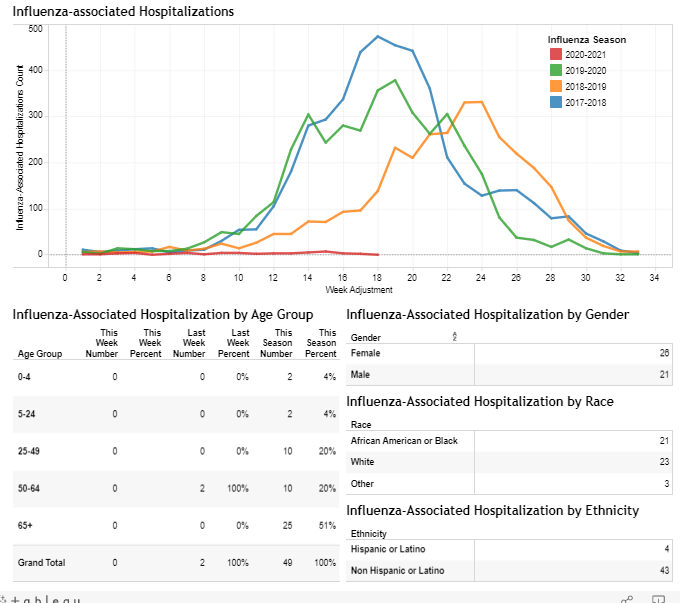 Influenza-associated Hospitalizations
Influenza-Associated Hospitalizations Count
500
400
300
200
100
0
Influenza Season
2020-2021
2019-2020
2018-2019
2017-2018
0 2 4 6 8 10 12 14 16 18 20 22 24 26 28 30 32 34
Week Adjustment
Influenza-Associated Hospitalization by Age Group
Age Group This Week Number This Week Percent Last Week Number Last Week Percent This Season Number This Season Percent
0-4 0 0 0% 2 4%
5-24 0 0 0% 2 4%
25-49 0 0 0% 10 20%
50-64 0 2 100% 10 20%
65+ 0 0 0% 25 51%
Grand Total 0 2 100% 49 100%
Influenza-Associated Hospitalization by Gender
Gender
Female 26
Male 21
Influenza-Associated Hospitalization by Race
Race
African American or Black 21
White 23
Other 3
Influenza-Associated Hospitalization by Ethnicity
Ethnicity
Hispanic or Latino 4
Non Hispanic or Latino 43
+ableau